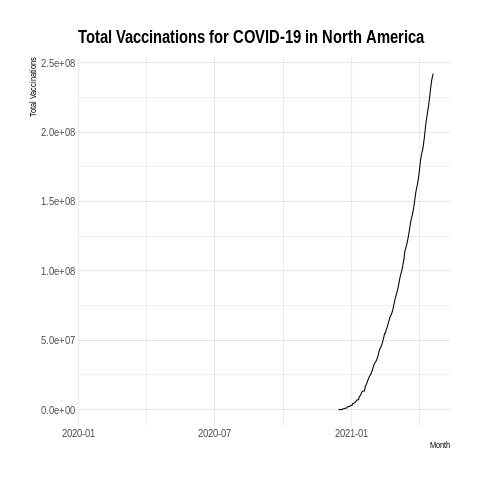 Total Vaccinations for COVID-19 in North America
Total Vaccinations
2.5e+08
2.0e+08
1.5e+08
1.0e+08
5.0e+07
0.0e+00
2020-01 2020-07 2021-01
Month